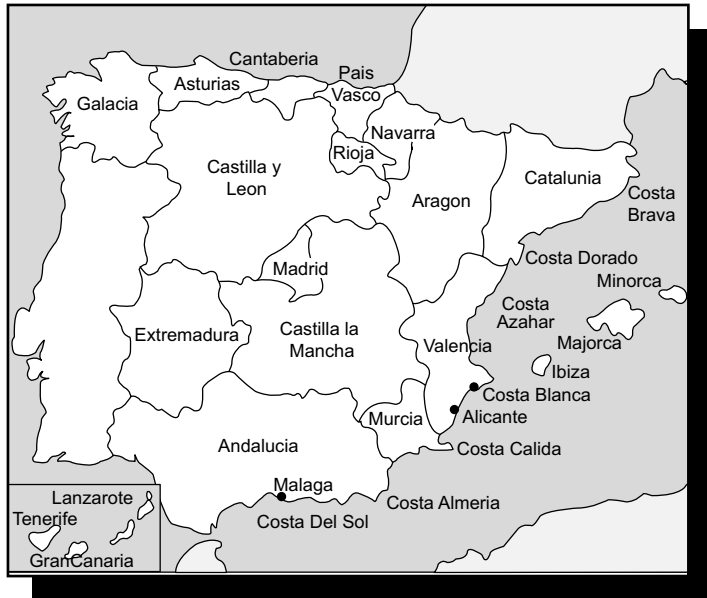 Cantaberia
Pais
Vasco
Asturias
Galacia
Navarra
Rioja
Castilla y
Leon
Catalunia
Aragon
Costa
Brava
Costa Dorado
Madrid
Minorca
Costa
Azahar
Castilla la
Mancha
Extremadura
Valencia
Majorca
Ibiza
Costa Blanca
Alicante
Murcia
Andalucia
Costa Calida
Malaga
Costa Almeria
Costa Del Sol
Lanzarote
Tenerife
GranCanaria